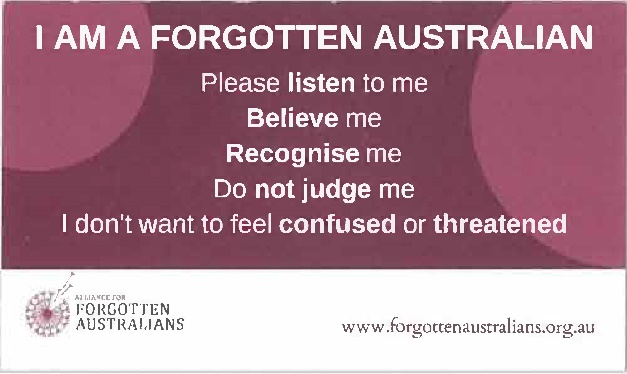 I AM A FORGOTTEN AUSTRALIAN
Please listen to me
Believe me
Recognise me
Do not judge me
I don't want to feel confused or threatened
ALLIANCE FOR
FORGOTTEN
AUSTRALIANS
www.forgottenaustralians.org.au